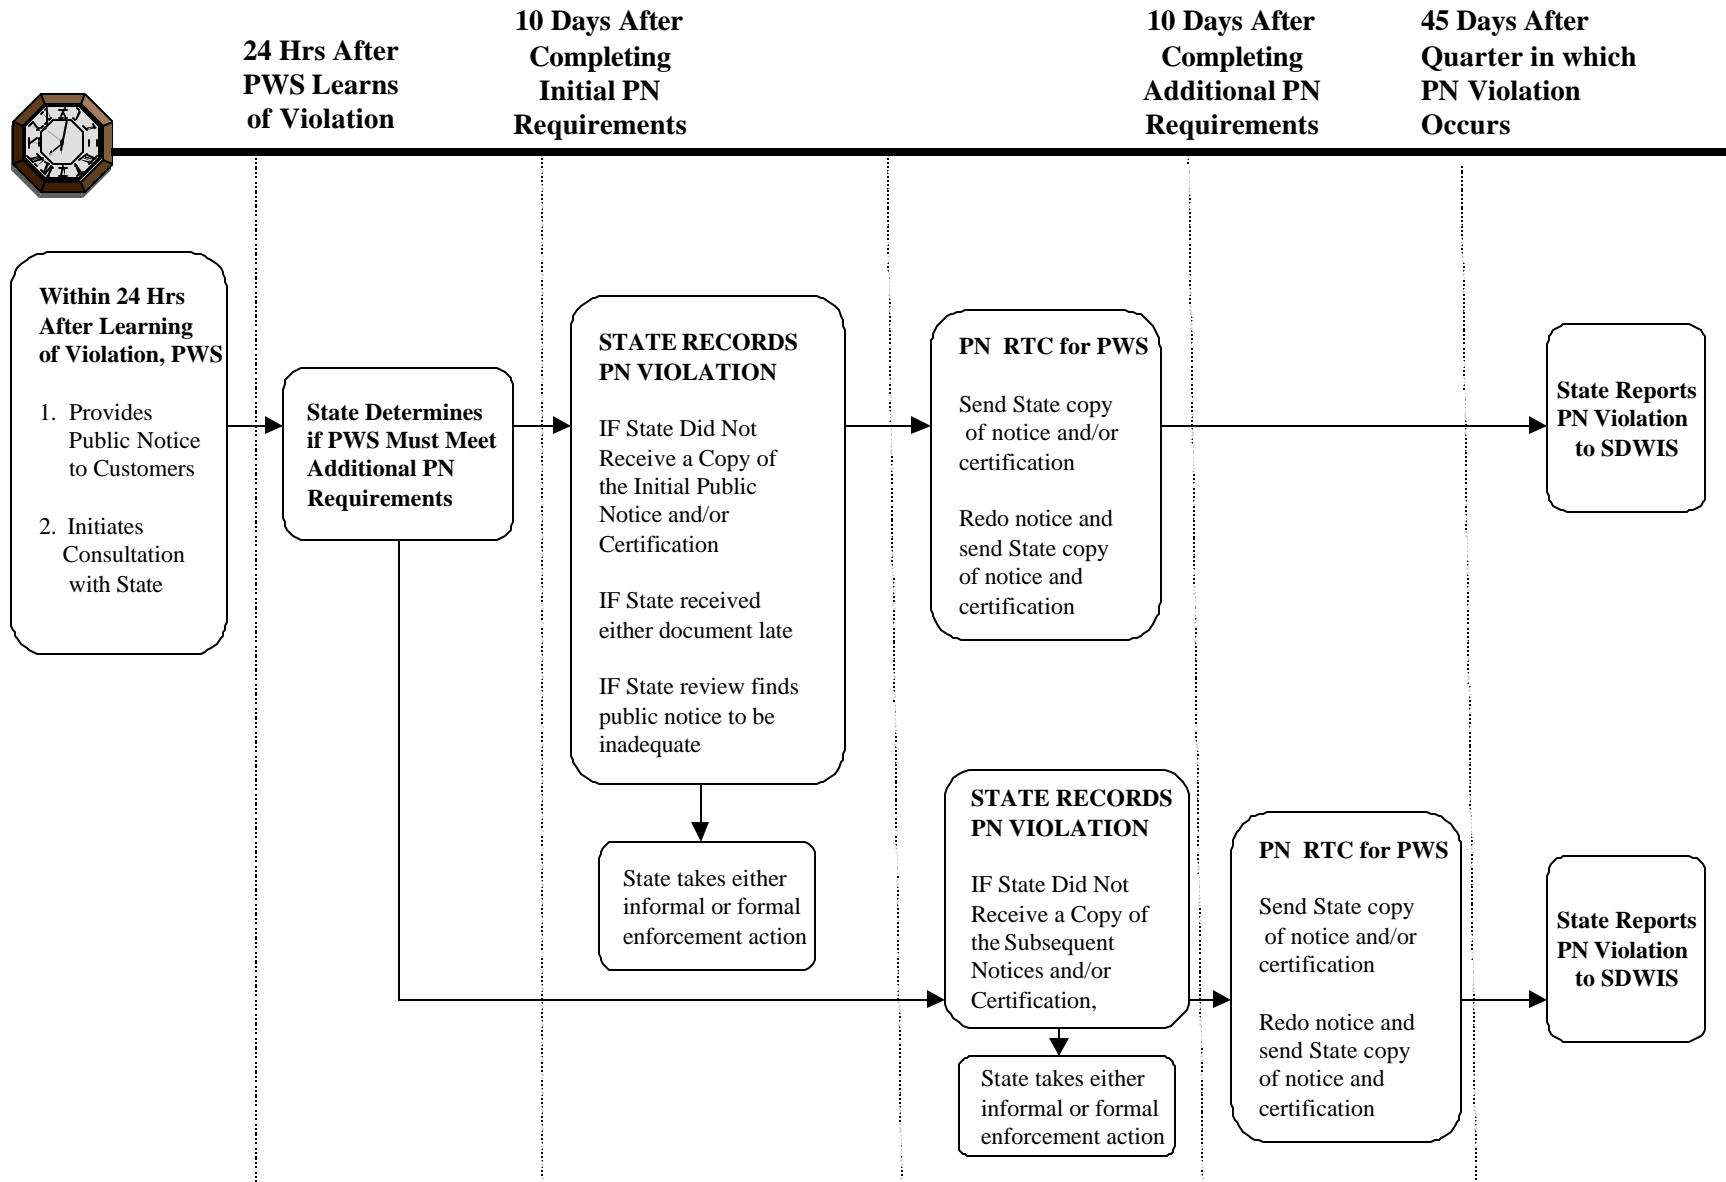 24 Hrs After
PWS Learns
of Violation
10 Days After
Completing
Initial PN
Requirements
10 Days After
Completing
Additional PN
Requirements
45 Days After
Quarter in which
PN Violation
Occurs
Within 24 Hrs
After Learning
of Violation, PWS
1. Provides
Public Notice
to Customers
2. Initiates
Consultation
with State
State Determines
if PWS Must Meet
Additional PN
Requirements
STATE RECORDS
PN VIOLATION
IF State Did Not
Receive a Copy of
the Initial Public
Notice and/or
Certification
IF State received
either document late
IF State review finds
public notice to be
inadequate
State takes either
informal or formal
enforcement action
PN RTC for PWS
Send State copy
of notice and/or
certification
Redo notice and
send State copy
of notice and
certification
State Reports
PN Violation
to SDWIS
STATE RECORDS
PN VIOLATION
IF State Did Not
Receive a Copy of
the Subsequent
Notices and/or
Certification,
State takes either
informal or formal
enforcement action
PN RTC for PWS
Send State copy
of notice and/or
certification
Redo notice and
send State copy
of notice and
certification
State Reports
PN Violation
to SDWIS